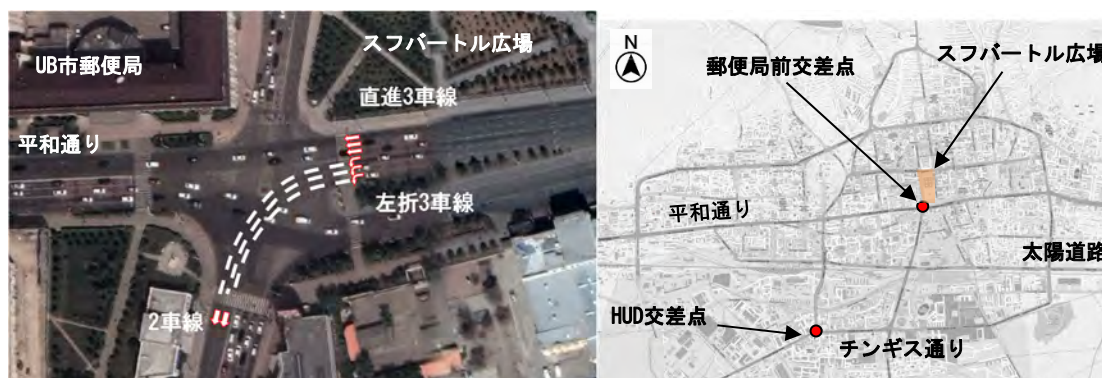 UB市郵便局
スフバートル広場
直進3車線
平和通り
左折3車線
2車線
N
郵便局前交差点
スフバートル広場
平和通り
太陽道路
HUD交差点
チンギス通り